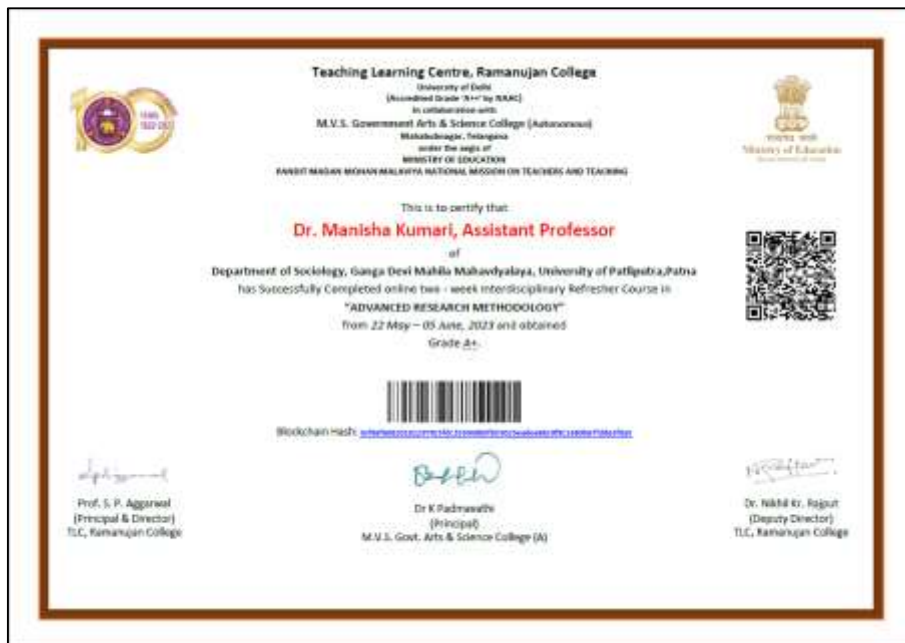 Teaching Learning Centre, Ramanujan College
University of Delhi
(Accredited Grade 'A++' by NAAC)
in collaboration with
M.V.S. Government Arts & Science College (Autonomous)
Mahabubnagar, Telangana
under the aegis of
MINISTRY OF EDUCATION
PANDIT MADAN MOHAN MALAVIYA NATIONAL MISSION ON TEACHERS AND TEACHING
Ministry of Education
This is to certify that
Dr. Manisha Kumari, Assistant Professor
of
Department of Sociology, Ganga Devi Mahila Mahavdyalaya, University of Patliputra,Patna
has Successfully Completed online two - week Interdisciplinary Refresher Course in
"ADVANCED RESEARCH METHODOLOGY"
from 22 May – 05 June, 2023 and obtained
Grade A+.
Blockchain Hash:
Prof. S. P. Aggarwal
(Principal & Director)
TLC, Ramanujan College
Dr K Padmavathi
(Principal)
M.V.S. Govt. Arts & Science College (A)
Dr. Nikhil Kr. Rajput
(Deputy Director)
TLC, Ramanujan College